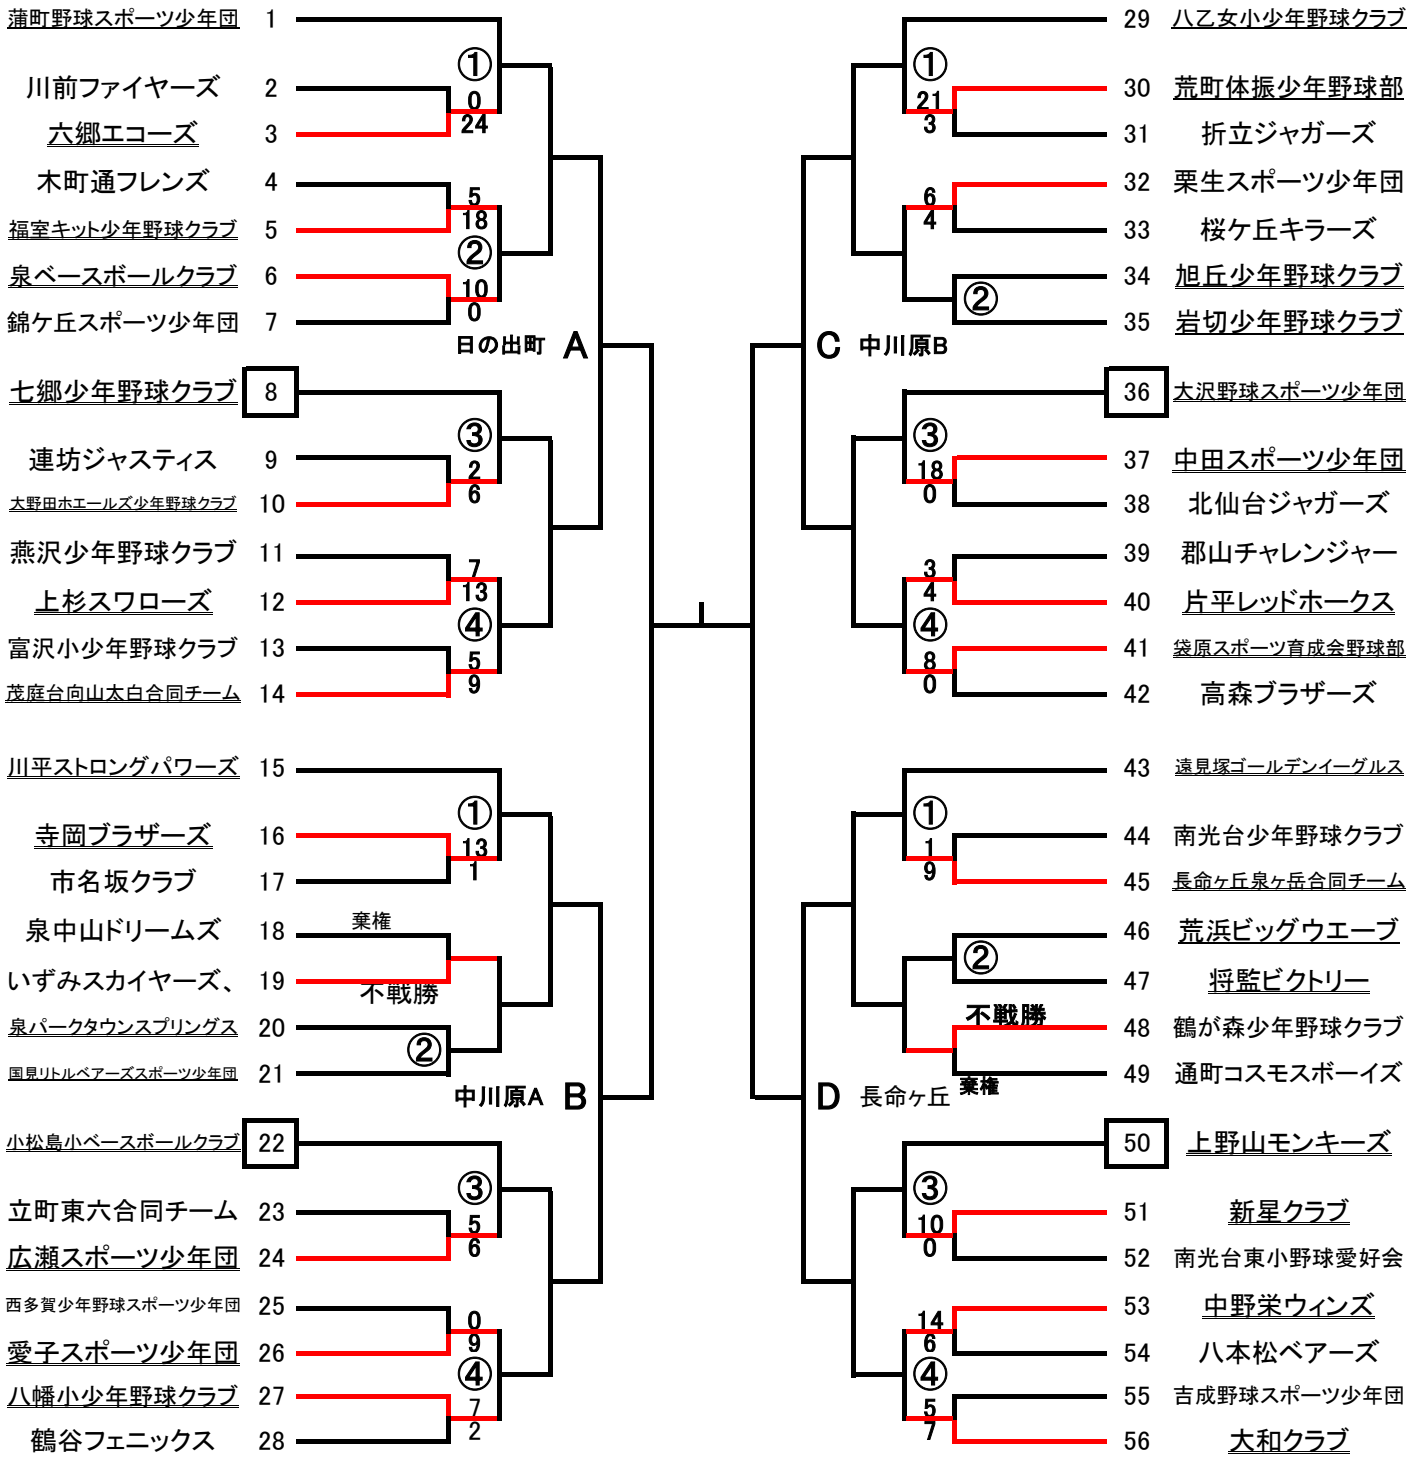 蒲町野球スポーツ少年団 1
①
川前ファイヤーズ 2
0
24
六郷エコーズ 3
木町通フレンズ 4
5
18
福室キット少年野球クラブ 5
②
泉ベースボールクラブ 6
10
0
錦ケ丘スポーツ少年団 7
日の出町 A
七郷少年野球クラブ 8
③
連坊ジャスティス 9
2
6
大野田ホエールズ少年野球クラブ 10
燕沢少年野球クラブ 11
7
13
上杉スワローズ 12
④
富沢小少年野球クラブ 13
5
9
茂庭台向山太白合同チーム 14
川平ストロングパワーズ 15
①
寺岡ブラザーズ 16
13
1
市名坂クラブ 17
泉中山ドリームズ 18
棄権
いずみスカイヤーズ、 19
不戦勝
泉パークタウンスプリングス 20
②
国見リトルベアーズスポーツ少年団 21
中川原A B
小松島小ベースボールクラブ 22
③
立町東六合同チーム 23
5
6
広瀬スポーツ少年団 24
西多賀少年野球スポーツ少年団 25
0
9
愛子スポーツ少年団 26
④
八幡小少年野球クラブ 27
7
2
鶴谷フェニックス 28
29 八乙女小少年野球クラブ
①
30 荒町体振少年野球部
21
3
31 折立ジャガーズ
32 栗生スポーツ少年団
6
4
33 桜ケ丘キラーズ
34 旭丘少年野球クラブ
②
35 岩切少年野球クラブ
C 中川原B
36 大沢野球スポーツ少年団
③
37 中田スポーツ少年団
18
0
38 北仙台ジャガーズ
39 郡山チャレンジャー
3
4
40 片平レッドホークス
④
41 袋原スポーツ育成会野球部
8
0
42 高森ブラザーズ
43 遠見塚ゴールデンイーグルス
①
44 南光台少年野球クラブ
1
9
45 長命ヶ丘泉ヶ岳合同チーム
46 荒浜ビッグウエーブ
②
47 将監ビクトリー
不戦勝
48 鶴が森少年野球クラブ
49 通町コスモスボーイズ
棄権
D 長命ヶ丘
50 上野山モンキーズ
③
51 新星クラブ
10
0
52 南光台東小野球愛好会
53 中野栄ウィンズ
14
6
54 八本松ベアーズ
④
55 吉成野球スポーツ少年団
5
7
56 大和クラブ